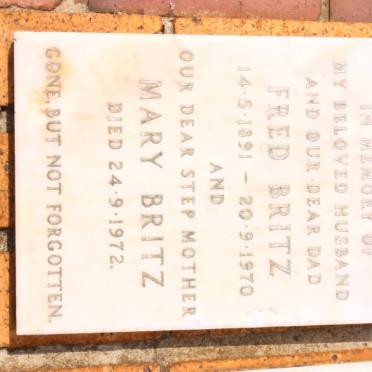 IN MEMORY OF
MY BELOVED HUSBAND
AND OUR DEAR DAD
FRED BRITZ
14·5·1891 – 20·9·1970
AND
OUR DEAR STEP MOTHER
MARY BRITZ
DIED 24·9·1972.
GONE, BUT NOT FORGOTTEN.